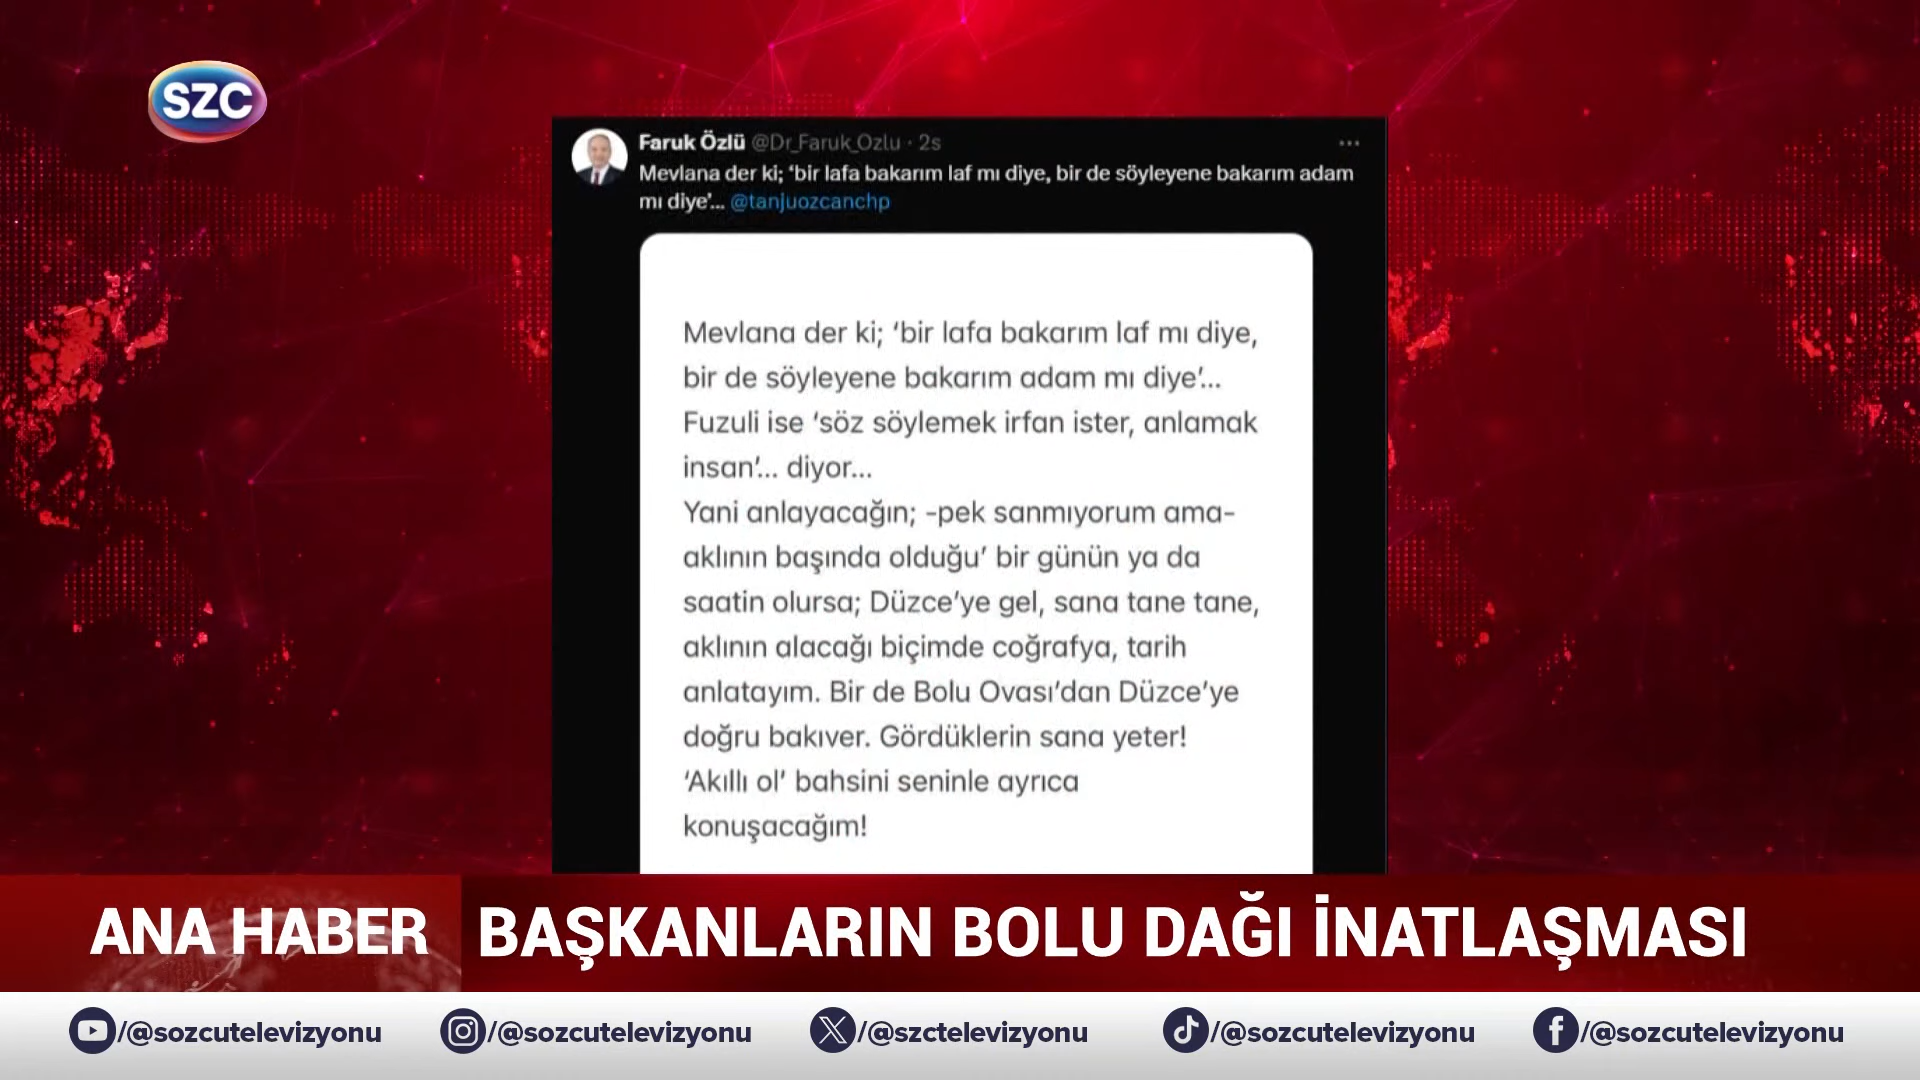 SZC
Faruk Özlü @Dr_Faruk_Ozlu · 2s
Mevlana der ki; ‘bir lafa bakarım laf mı diye, bir de söyleyene bakarım adam
mı diye’... @tanjuozcanchp
Mevlana der ki; ‘bir lafa bakarım laf mı diye,
bir de söyleyene bakarım adam mı diye’...
Fuzuli ise ‘söz söylemek irfan ister, anlamak
insan’... diyor...
Yani anlayacağın; -pek sanmıyorum ama-
aklının başında olduğu’ bir günün ya da
saatin olursa; Düzce’ye gel, sana tane tane,
aklının alacağı biçimde coğrafya, tarih
anlatayım. Bir de Bolu Ovası’dan Düzce’ye
doğru bakıver. Gördüklerin sana yeter!
‘Akıllı ol’ bahsini seninle ayrıca
konuşacağım!
ANA HABER
BAŞKANLARIN BOLU DAĞI İNATLAŞMASI
/@sozcutelevizyonu /@sozcutelevizyonu /@szctelevizyonu /@sozcutelevizyonu /@sozcutelevizyonu